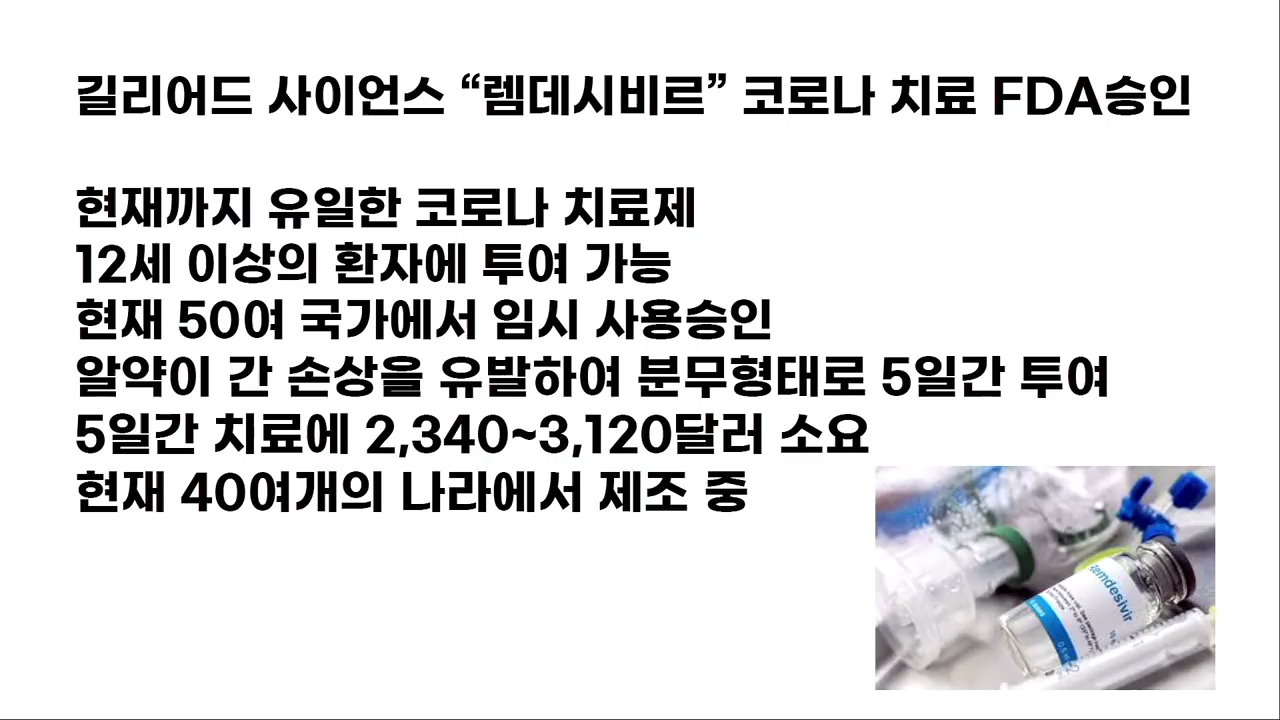 길리어드 사이언스 “렘데시비르” 코로나 치료 FDA승인
현재까지 유일한 코로나 치료제
12세 이상의 환자에 투여 가능
현재 50여 국가에서 임시 사용승인
알약이 간 손상을 유발하여 분무형태로 5일간 투여
5일간 치료에 2,340~3,120달러 소요
현재 40여개의 나라에서 제조 중
Remdesivir